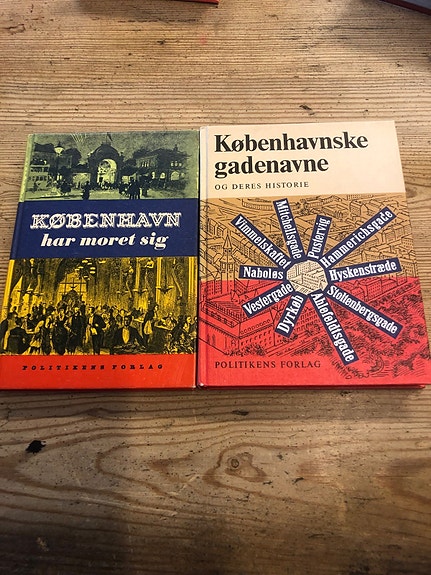 KØBENHAVN
har moret sig
POLITIKENS FORLAG
Københavnske
gadenavne
OG DERES HISTORIE
Mitchellsgade
Pustervig
Hammerichsgade
Hyskenstræde
Stoltenbergsgade
Ahlefeldtsgade
Dyrkøb
Vestergade
Naboløs
Vimmelskaftet
POLITIKENS FORLAG